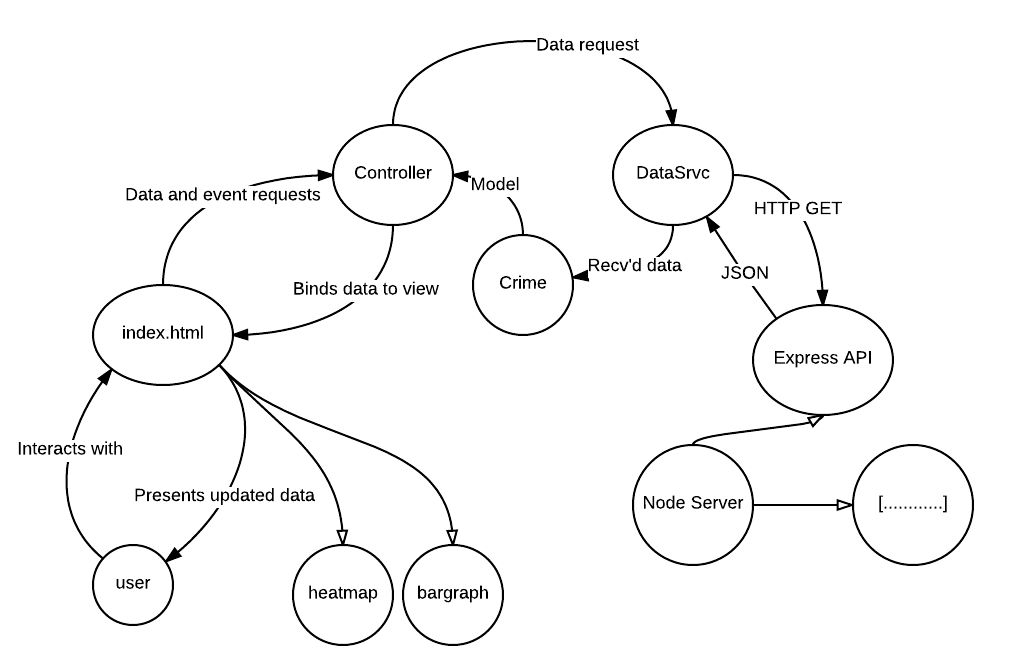 Data request
Controller
DataSrvc
Model
Data and event requests
HTTP GET
Recv'd data
JSON
Crime
Binds data to view
index.html
Express API
Interacts with
Presents updated data
Node Server
[............]
user
heatmap
bargraph